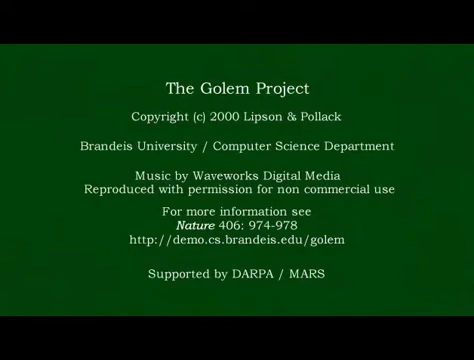 The Golem Project
Copyright (c) 2000 Lipson & Pollack
Brandeis University / Computer Science Department
Music by Waveworks Digital Media
Reproduced with permission for non commercial use
For more information see
Nature 406: 974-978
http://demo.cs.brandeis.edu/golem
Supported by DARPA / MARS